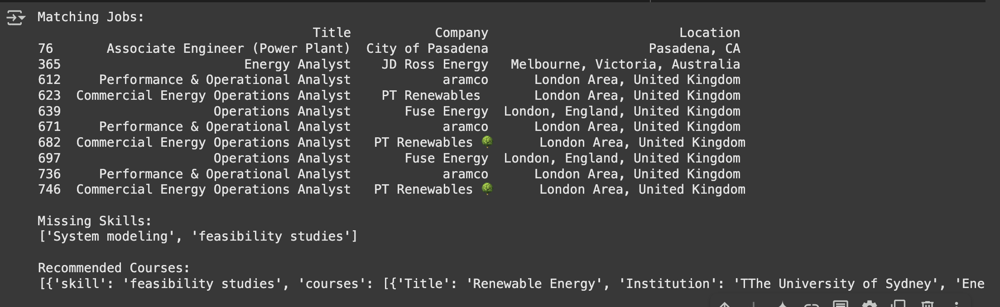 Matching Jobs:
Title Company Location
76 Associate Engineer (Power Plant) City of Pasadena Pasadena, CA
365 Energy Analyst JD Ross Energy Melbourne, Victoria, Australia
612 Performance & Operational Analyst aramco London Area, United Kingdom
623 Commercial Energy Operations Analyst PT Renewables London Area, United Kingdom
639 Operations Analyst Fuse Energy London, England, United Kingdom
671 Performance & Operational Analyst aramco London Area, United Kingdom
682 Commercial Energy Operations Analyst PT Renewables 🌳 London Area, United Kingdom
697 Operations Analyst Fuse Energy London, England, United Kingdom
736 Performance & Operational Analyst aramco London Area, United Kingdom
746 Commercial Energy Operations Analyst PT Renewables 🌳 London Area, United Kingdom
Missing Skills:
['System modeling', 'feasibility studies']
Recommended Courses:
[{'skill': 'feasibility studies', 'courses': [{'Title': 'Renewable Energy', 'Institution': 'TThe University of Sydney', 'Ene